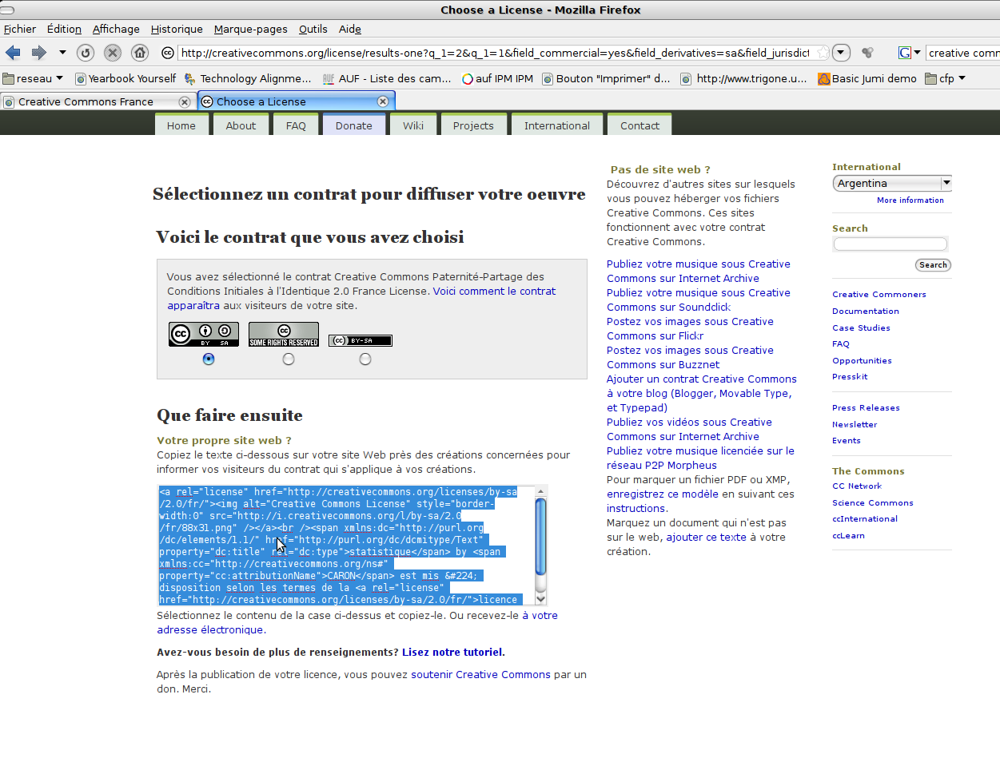 Choose a License - Mozilla Firefox
Fichier Édition Affichage Historique Marque-pages Outils Aide
http://creativecommons.org/license/results-one?q_1=2&q_1=1&field_commercial=yes&field_derivatives=sa&field_jurisdict
creative comm
reseau Yearbook Yourself Technology Alignme... AUF - Liste des cam... auf IPM IPM Bouton "Imprimer" d... http://www.trigone.u... Basic Jumi demo cfp
Creative Commons France
Choose a License
Home About FAQ Donate Wiki Projects International Contact
Sélectionnez un contrat pour diffuser votre oeuvre
Voici le contrat que vous avez choisi
Vous avez sélectionné le contrat Creative Commons Paternité-Partage des
Conditions Initiales à l'Identique 2.0 France License. Voici comment le contrat
apparaîtra aux visiteurs de votre site.
cc BY SA
cc SOME RIGHTS RESERVED
cc BY-SA
Que faire ensuite
Votre propre site web ?
Copiez le texte ci-dessous sur votre site Web près des créations concernées pour
informer vos visiteurs du contrat qui s'applique à vos créations.
<a rel="license" href="http://creativecommons.org/licenses/by-sa
/2.0/fr/"><img alt="Creative Commons License" style="border-
width:0" src="http://i.creativecommons.org/l/by-sa/2.0
/fr/88x31.png" /></a><br /><span xmlns:dc="http://purl.org
/dc/elements/1.1/" href="http://purl.org/dc/dcmitype/Text"
property="dc:title" rel="dc:type">statistique</span> by <span
xmlns:cc="http://creativecommons.org/ns#"
property="cc:attributionName">CARON</span> est mis &#224;
disposition selon les termes de la <a rel="license"
href="http://creativecommons.org/licenses/by-sa/2.0/fr/">licence
Sélectionnez le contenu de la case ci-dessus et copiez-le. Ou recevez-le à votre
adresse électronique.
Avez-vous besoin de plus de renseignements? Lisez notre tutoriel.
Après la publication de votre licence, vous pouvez soutenir Creative Commons par un
don. Merci.
Pas de site web ?
Découvrez d'autres sites sur lesquels
vous pouvez héberger vos fichiers
Creative Commons. Ces sites
fonctionnent avec votre contrat
Creative Commons.
Publiez votre musique sous Creative
Commons sur Internet Archive
Publiez votre musique sous Creative
Commons sur Soundclick
Postez vos images sous Creative
Commons sur Flickr
Postez vos images sous Creative
Commons sur Buzznet
Ajouter un contrat Creative Commons
à votre blog (Blogger, Movable Type,
et Typepad)
Publiez vos vidéos sous Creative
Commons sur Internet Archive
Publiez votre musique licenciée sur le
réseau P2P Morpheus
Pour marquer un fichier PDF ou XMP,
enregistrez ce modèle en suivant ces
instructions.
Marquez un document qui n'est pas
sur le web, ajouter ce texte à votre
création.
International
Argentina
More information
Search
Search
Creative Commoners
Documentation
Case Studies
FAQ
Opportunities
Presskit
Press Releases
Newsletter
Events
The Commons
CC Network
Science Commons
ccInternational
ccLearn